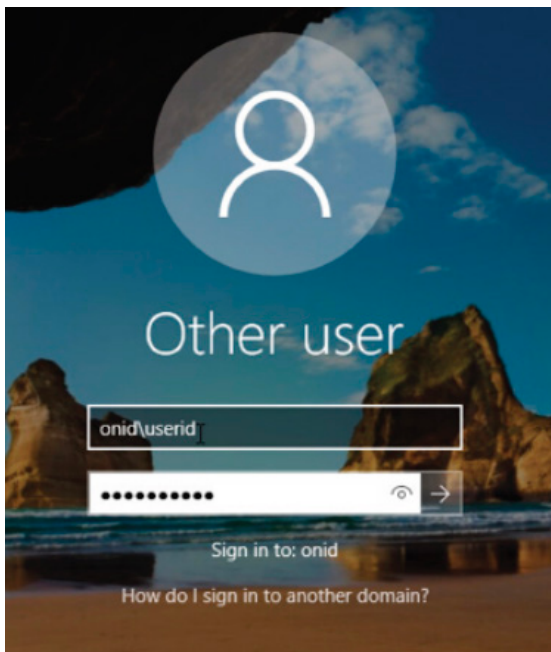 Other user
onid\userid
••••••••••
Sign in to: onid
How do I sign in to another domain?